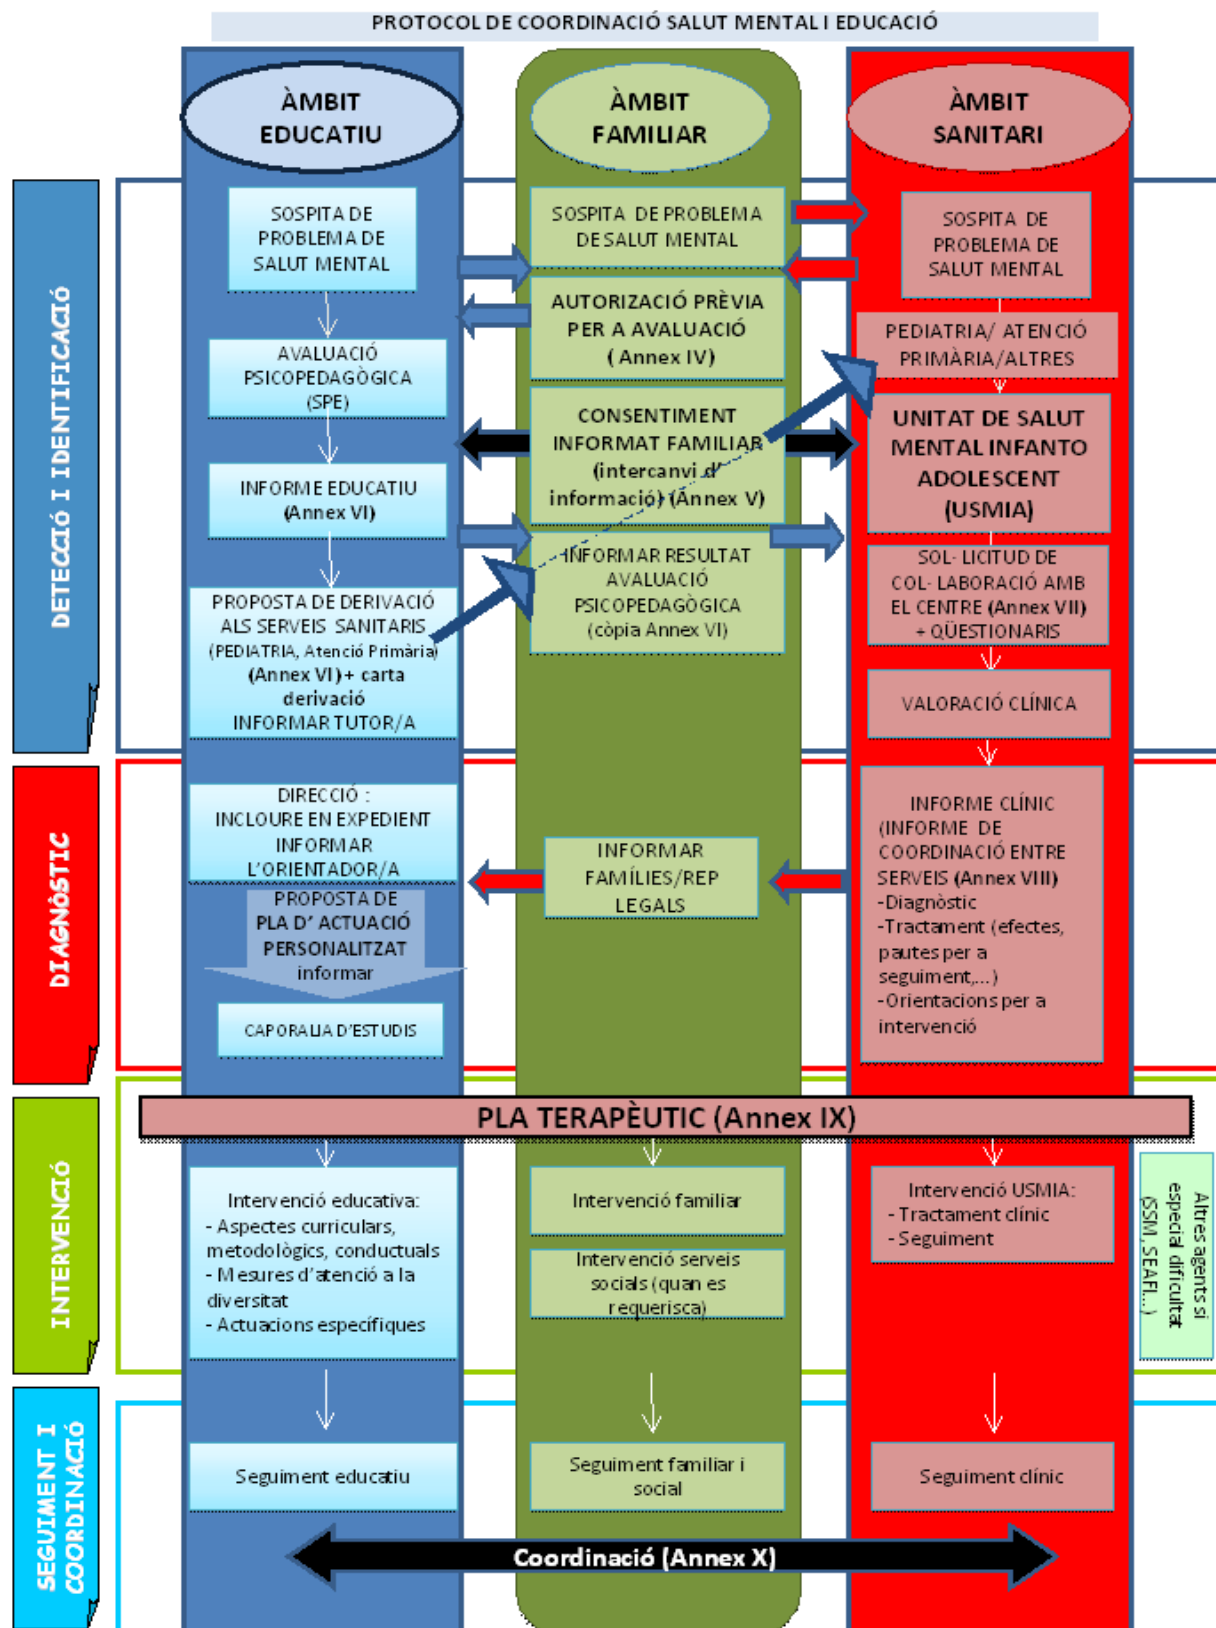 PROTOCOL DE COORDINACIÓ SALUT MENTAL I EDUCACIÓ
ÀMBIT
EDUCATIU
ÀMBIT
FAMILIAR
ÀMBIT
SANITARI
DETECCIÓ I IDENTIFICACIÓ
SOSPITA DE
PROBLEMA DE
SALUT MENTAL
AVALUACIÓ
PSICOPEDAGÒGICA
(SPE)
INFORME EDUCATIU
(Annex VI)
PROPOSTA DE DERIVACIÓ
ALS SERVEIS SANITARIS
(PEDIATRIA, Atenció Primària)
(Annex VI) + carta
derivació
INFORMAR TUTOR/A
SOSPITA DE PROBLEMA
DE SALUT MENTAL
AUTORIZACIÓ PRÈVIA
PER A AVALUACIÓ
( Annex IV)
CONSENTIMENT
INFORMAT FAMILIAR
(intercanvi d'
informació) (Annex V)
INFORMAR RESULTAT
AVALUACIÓ
PSICOPEDAGÒGICA
(còpia Annex VI)
SOSPITA DE
PROBLEMA DE
SALUT MENTAL
PEDIATRIA/ ATENCIÓ
PRIMÀRIA/ALTRES
UNITAT DE SALUT
MENTAL INFANTO
ADOLESCENT
(USMIA)
SOL- LICITUD DE
COL- LABORACIÓ AMB
EL CENTRE (Annex VII)
+ QÜESTIONARIS
VALORACIÓ CLÍNICA
DIAGNÒSTIC
DIRECCIÓ :
INCLOURE EN EXPEDIENT
INFORMAR
L'ORIENTADOR/A
PROPOSTA DE
PLA D' ACTUACIÓ
PERSONALITZAT
informar
CAPORALIA D'ESTUDIS
INFORMAR
FAMÍLIES/REP
LEGALS
INFORME CLÍNIC
(INFORME DE
COORDINACIÓ ENTRE
SERVEIS (Annex VIII)
-Diagnòstic
-Tractament (efectes,
pautes per a
seguiment,...)
-Orientacions per a
intervenció
INTERVENCIÓ
PLA TERAPÈUTIC (Annex IX)
Intervenció educativa:
- Aspectes curriculars,
metodològics, conductuals
- Mesures d'atenció a la
diversitat
- Actuacions específiques
Intervenció familiar
Intervenció serveis
socials (quan es
requerisca)
Intervenció USMIA:
- Tractament clínic
- Seguiment
Altres agents si
especial dificultat
(SSM, SEAFI...)
SEGUIMENT I
COORDINACIÓ
Seguiment educatiu
Seguiment familiar i
social
Seguiment clínic
Coordinació (Annex X)